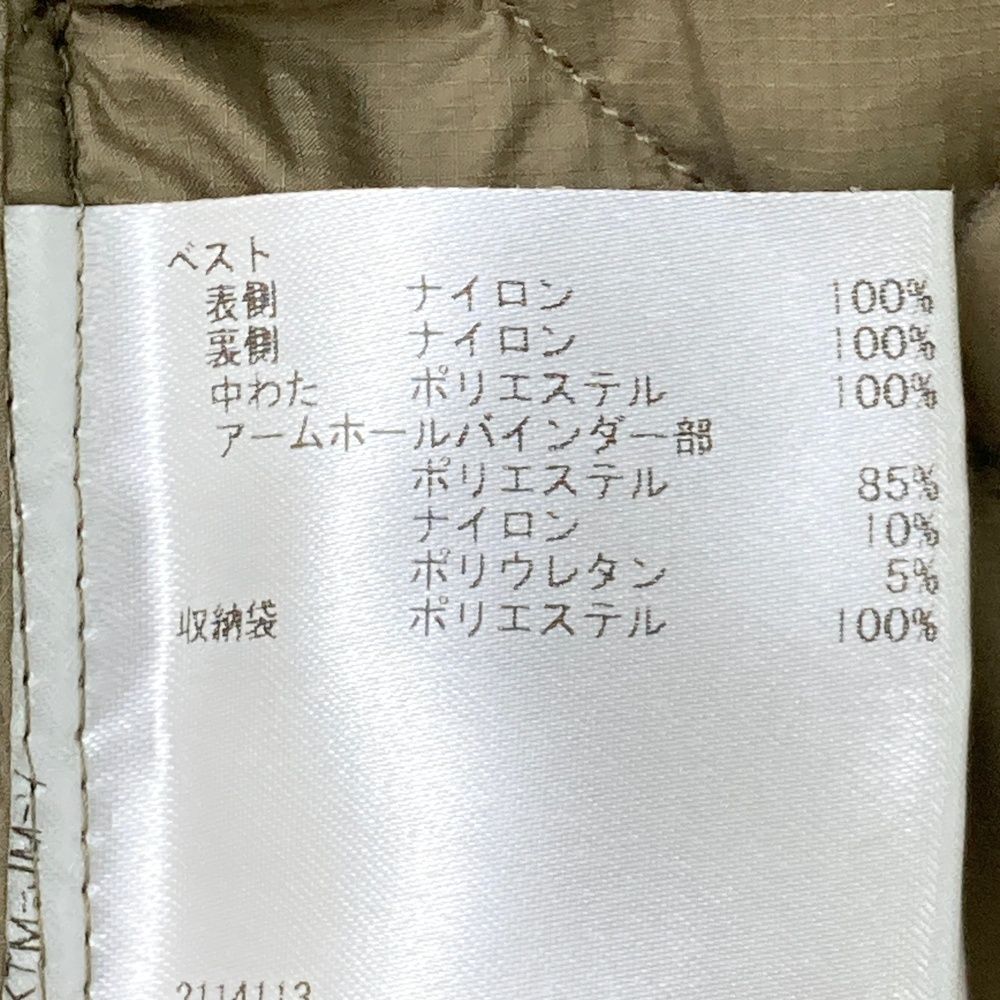 ベスト
表側 ナイロン 100%
裏側 ナイロン 100%
中わた ポリエステル 100%
アームホールバインダー部
ポリエステル 85%
ナイロン 10%
ポリウレタン 5%
収納袋 ポリエステル 100%
2114113